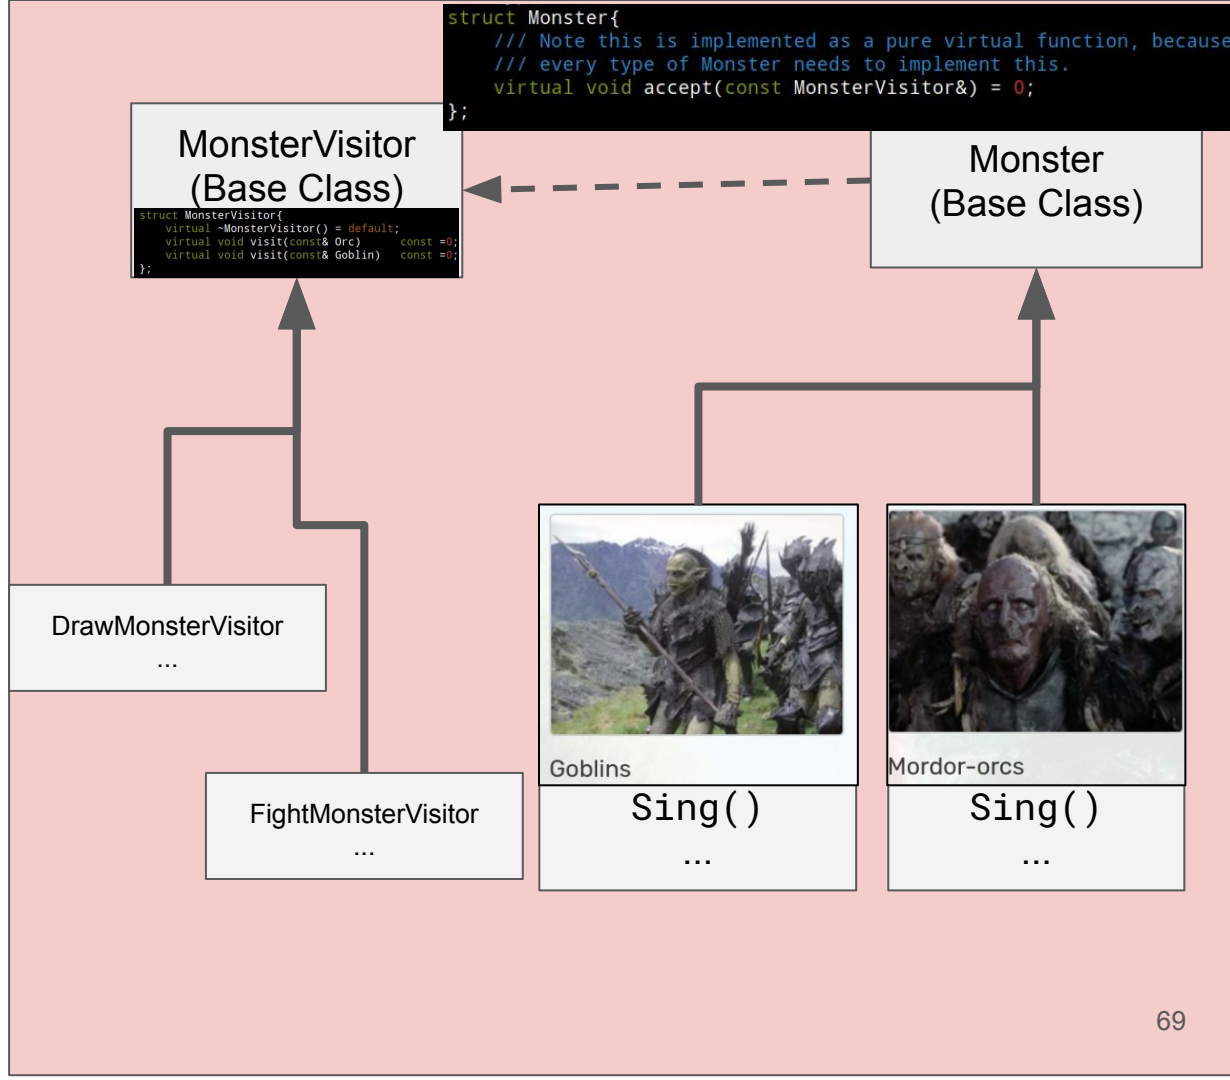 struct Monster{
/// Note this is implemented as a pure virtual function, because
/// every type of Monster needs to implement this.
virtual void accept(const MonsterVisitor&) = 0;
};
MonsterVisitor
(Base Class)
struct MonsterVisitor{
virtual ~MonsterVisitor() = default;
virtual void visit(const& Orc) const =0;
virtual void visit(const& Goblin) const =0;
};
Monster
(Base Class)
DrawMonsterVisitor
...
FightMonsterVisitor
...
Goblins
Sing()
...
Mordor-orcs
Sing()
...
69